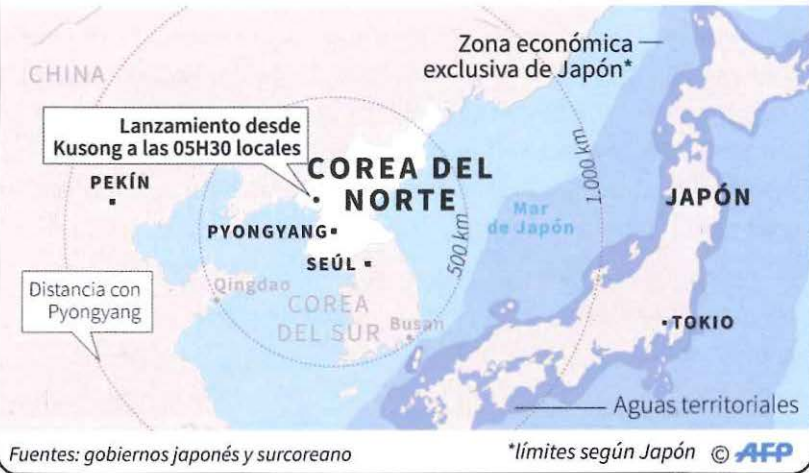 Zona económica
exclusiva de Japón*
CHINA
Lanzamiento desde
Kusong a las 05H30 locales
COREA DEL
NORTE
PEKÍN
JAPÓN
1.000 km
Mar
de Japón
PYONGYANG
500 km
SEÚL
Qingdao
Distancia con
Pyongyang
COREA
DEL SUR
Busan
TOKIO
Aguas territoriales
Fuentes: gobiernos japonés y surcoreano
*límites según Japón © AFP